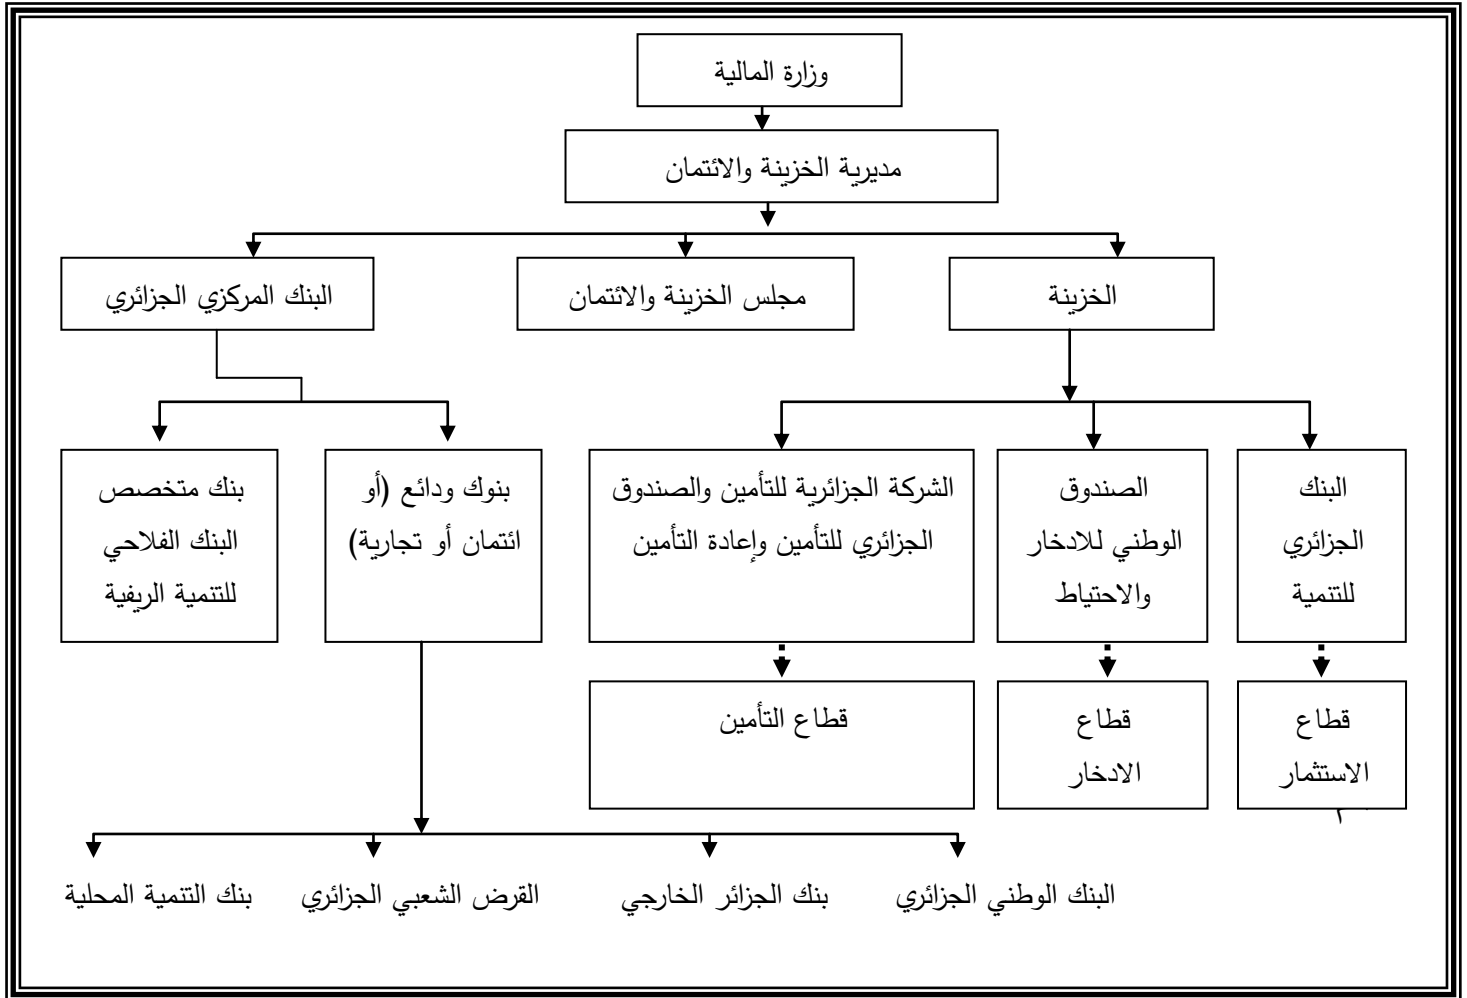 وزارة المالية
مديرية الخزينة والائتمان
الخزينة
مجلس الخزينة والائتمان
البنك المركزي الجزائري
البنك
الجزائري
للتنمية
الصندوق
الوطني للادخار
والاحتياط
الشركة الجزائرية للتأمين والصندوق
الجزائري للتأمين وإعادة التأمين
بنوك ودائع (أو
ائتمان أو تجارية)
بنك متخصص
البنك الفلاحي
للتنمية الريفية
قطاع
الاستثمار
قطاع
الادخار
قطاع التأمين
البنك الوطني الجزائري
بنك الجزائر الخارجي
القرض الشعبي الجزائري
بنك التنمية المحلية